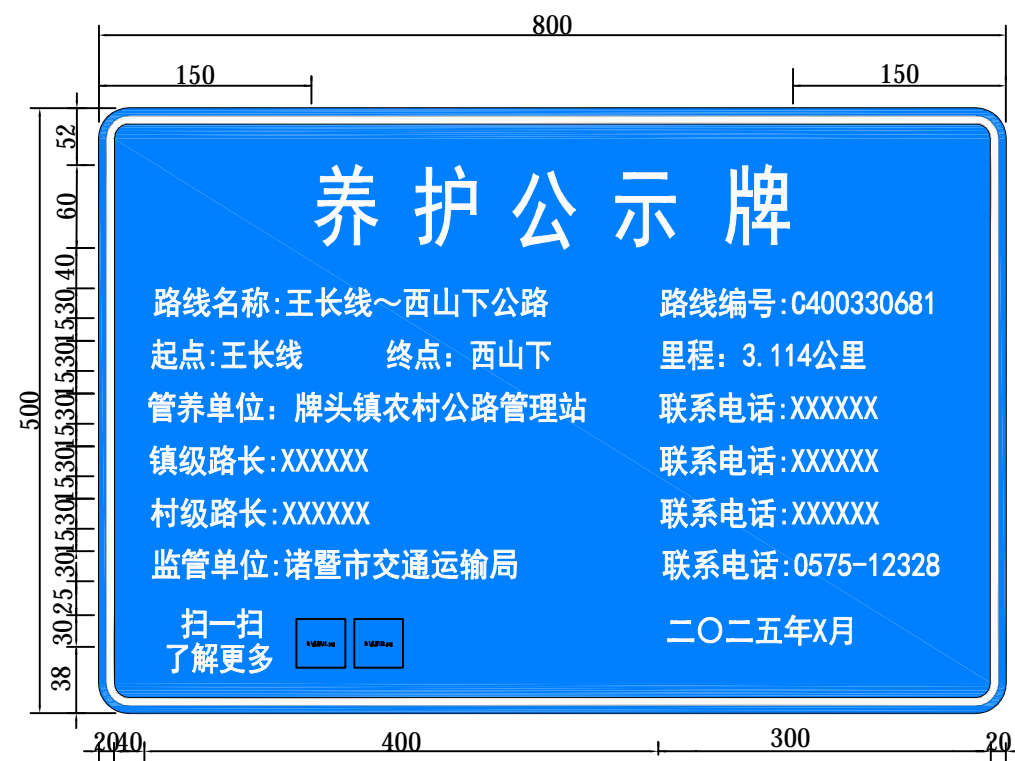 800
150 150
52
60
40
30
15
30
15
30
15
30
15
30
15
30
25
30
38
500
养护公示牌
路线名称:王长线～西山下公路 路线编号:C400330681
起点:王长线 终点：西山下 里程：3.114公里
管养单位：牌头镇农村公路管理站 联系电话:XXXXXX
镇级路长:XXXXXX 联系电话:XXXXXX
村级路长:XXXXXX 联系电话:XXXXXX
监管单位:诸暨市交通运输局 联系电话:0575-12328
扫一扫
了解更多
二〇二五年X月
20 40 400 300 20